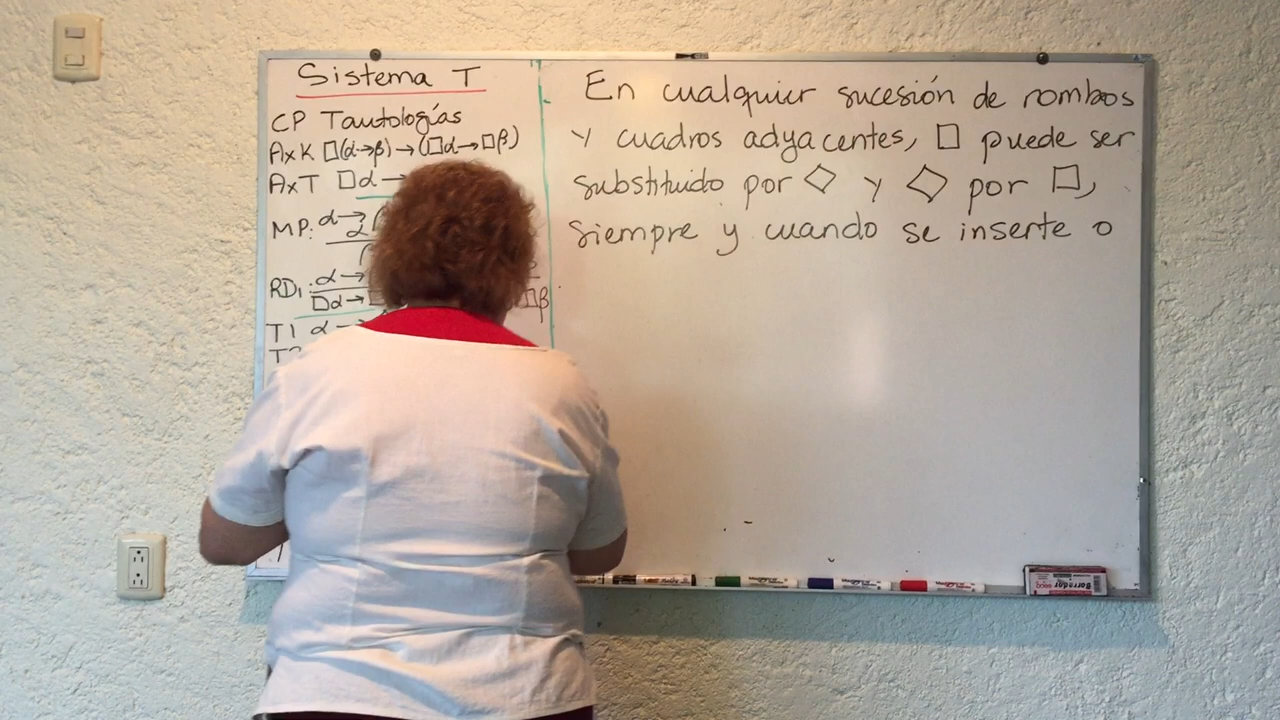 Sistema T
CP Tautologías
AxK □(α→β)→(□α→□β)
AxT □α→
MP: α→
α
RD₁: α→
□α→ □β
T1 α
En cualquier sucesión de rombos
y cuadros adyacentes, □ puede ser
substituido por ◇ y ◇ por □,
siempre y cuando se inserte o
Borrador